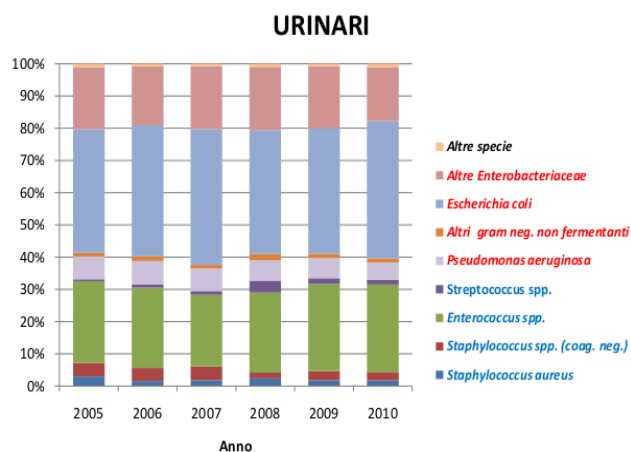 URINARI
100%
90%
80%
70%
60%
50%
40%
30%
20%
10%
0%
2005 2006 2007 2008 2009 2010
Anno
Altre specie
Altre Enterobacteriaceae
Escherichia coli
Altri gram neg. non fermentanti
Pseudomonas aeruginosa
Streptococcus spp.
Enterococcus spp.
Staphylococcus spp. (coag. neg.)
Staphylococcus aureus